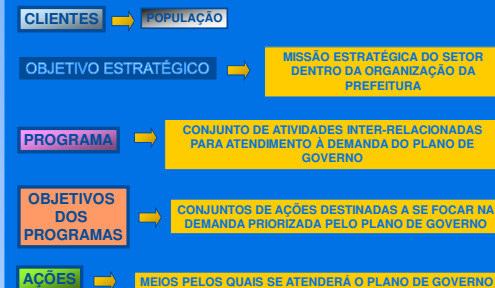 CLIENTES
POPULAÇÃO
OBJETIVO ESTRATÉGICO
MISSÃO ESTRATÉGICA DO SETOR
DENTRO DA ORGANIZAÇÃO DA
PREFEITURA
PROGRAMA
CONJUNTO DE ATIVIDADES INTER-RELACIONADAS
PARA ATENDIMENTO À DEMANDA DO PLANO DE
GOVERNO
OBJETIVOS
DOS
PROGRAMAS
CONJUNTOS DE AÇÕES DESTINADAS A SE FOCAR NA
DEMANDA PRIORIZADA PELO PLANO DE GOVERNO
AÇÕES
MEIOS PELOS QUAIS SE ATENDERÁ O PLANO DE GOVERNO